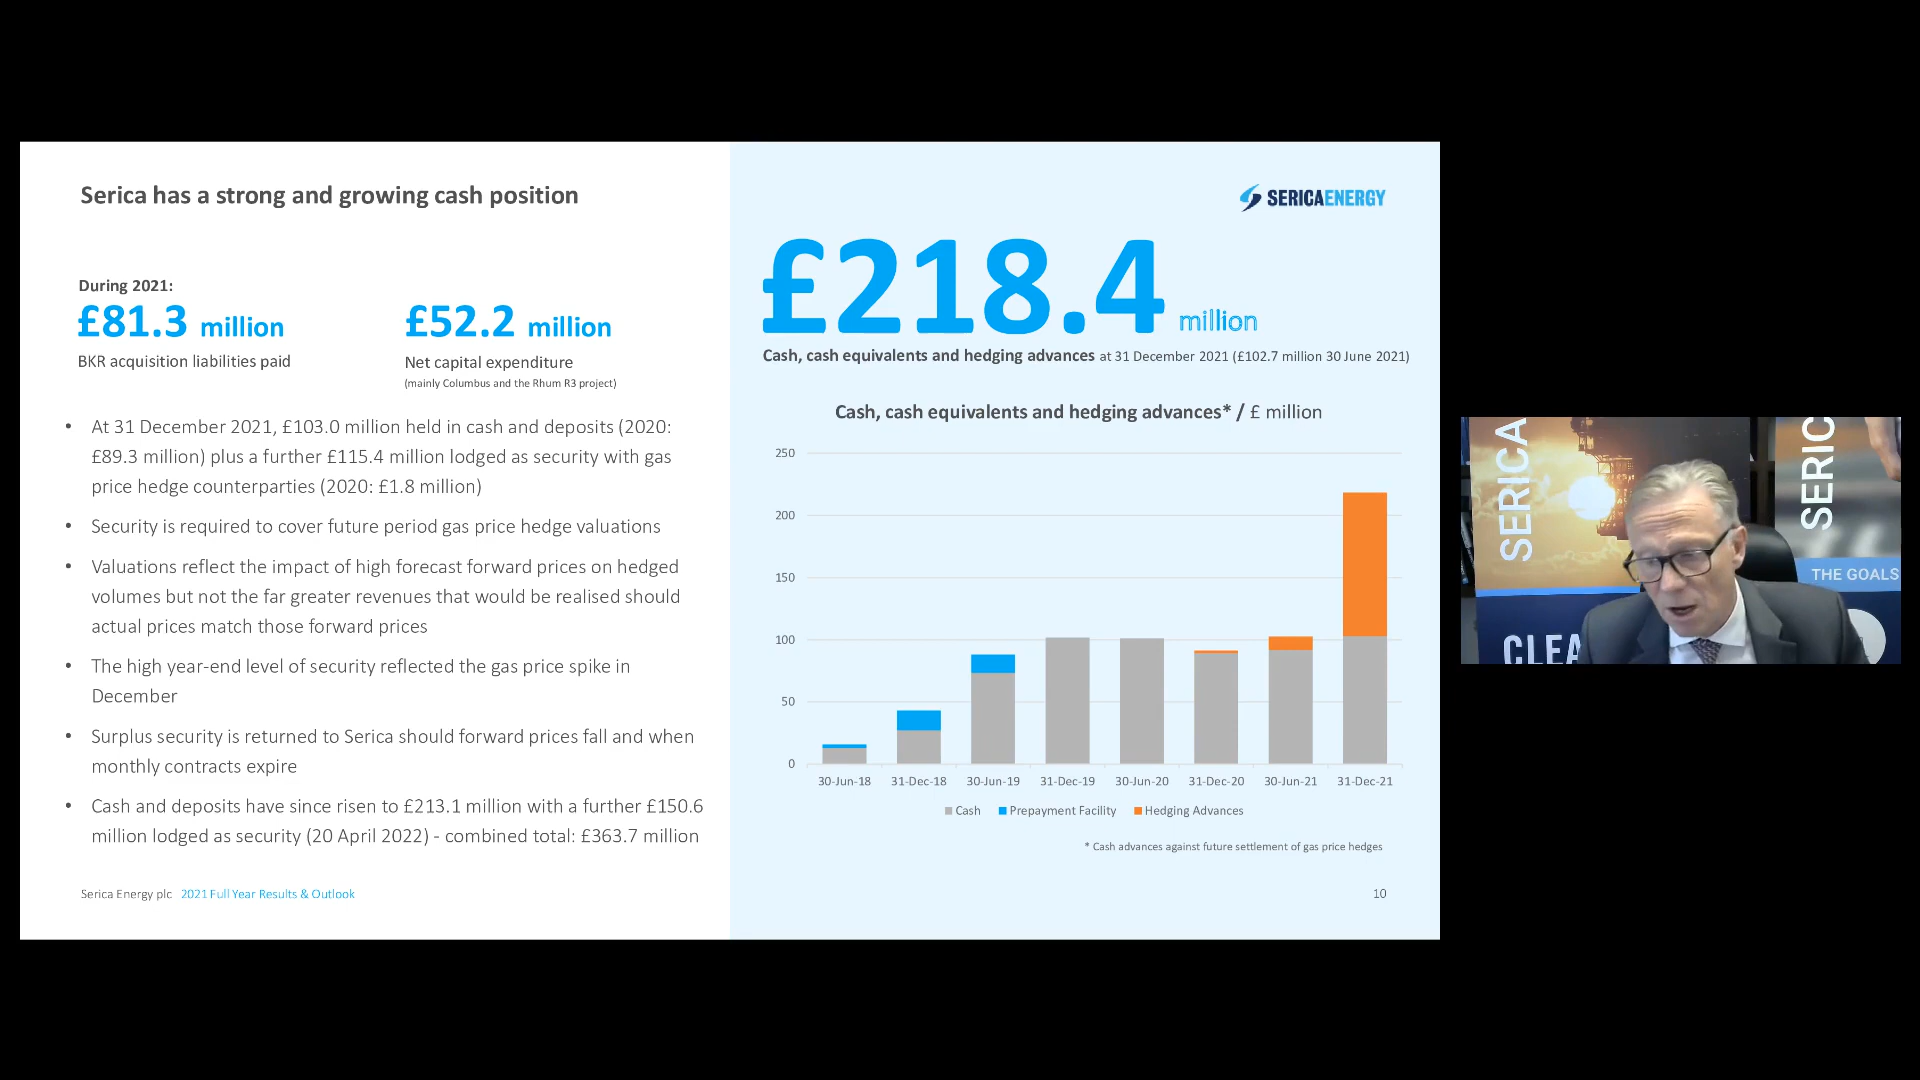 Serica has a strong and growing cash position
During 2021:
£81.3 million
BKR acquisition liabilities paid
£52.2 million
Net capital expenditure
(mainly Columbus and the Rhum R3 project)
• At 31 December 2021, £103.0 million held in cash and deposits (2020:
£89.3 million) plus a further £115.4 million lodged as security with gas
price hedge counterparties (2020: £1.8 million)
• Security is required to cover future period gas price hedge valuations
• Valuations reflect the impact of high forecast forward prices on hedged
volumes but not the far greater revenues that would be realised should
actual prices match those forward prices
• The high year-end level of security reflected the gas price spike in
December
• Surplus security is returned to Serica should forward prices fall and when
monthly contracts expire
• Cash and deposits have since risen to £213.1 million with a further £150.6
million lodged as security (20 April 2022) - combined total: £363.7 million
Serica Energy plc 2021 Full Year Results & Outlook
SERICAENERGY
£218.4 million
Cash, cash equivalents and hedging advances at 31 December 2021 (£102.7 million 30 June 2021)
Cash, cash equivalents and hedging advances* / £ million
250
200
150
100
50
0
30-Jun-18 31-Dec-18 30-Jun-19 31-Dec-19 30-Jun-20 31-Dec-20 30-Jun-21 31-Dec-21
Cash Prepayment Facility Hedging Advances
* Cash advances against future settlement of gas price hedges
10
SERICA
SERIC
THE GOALS
CLEA